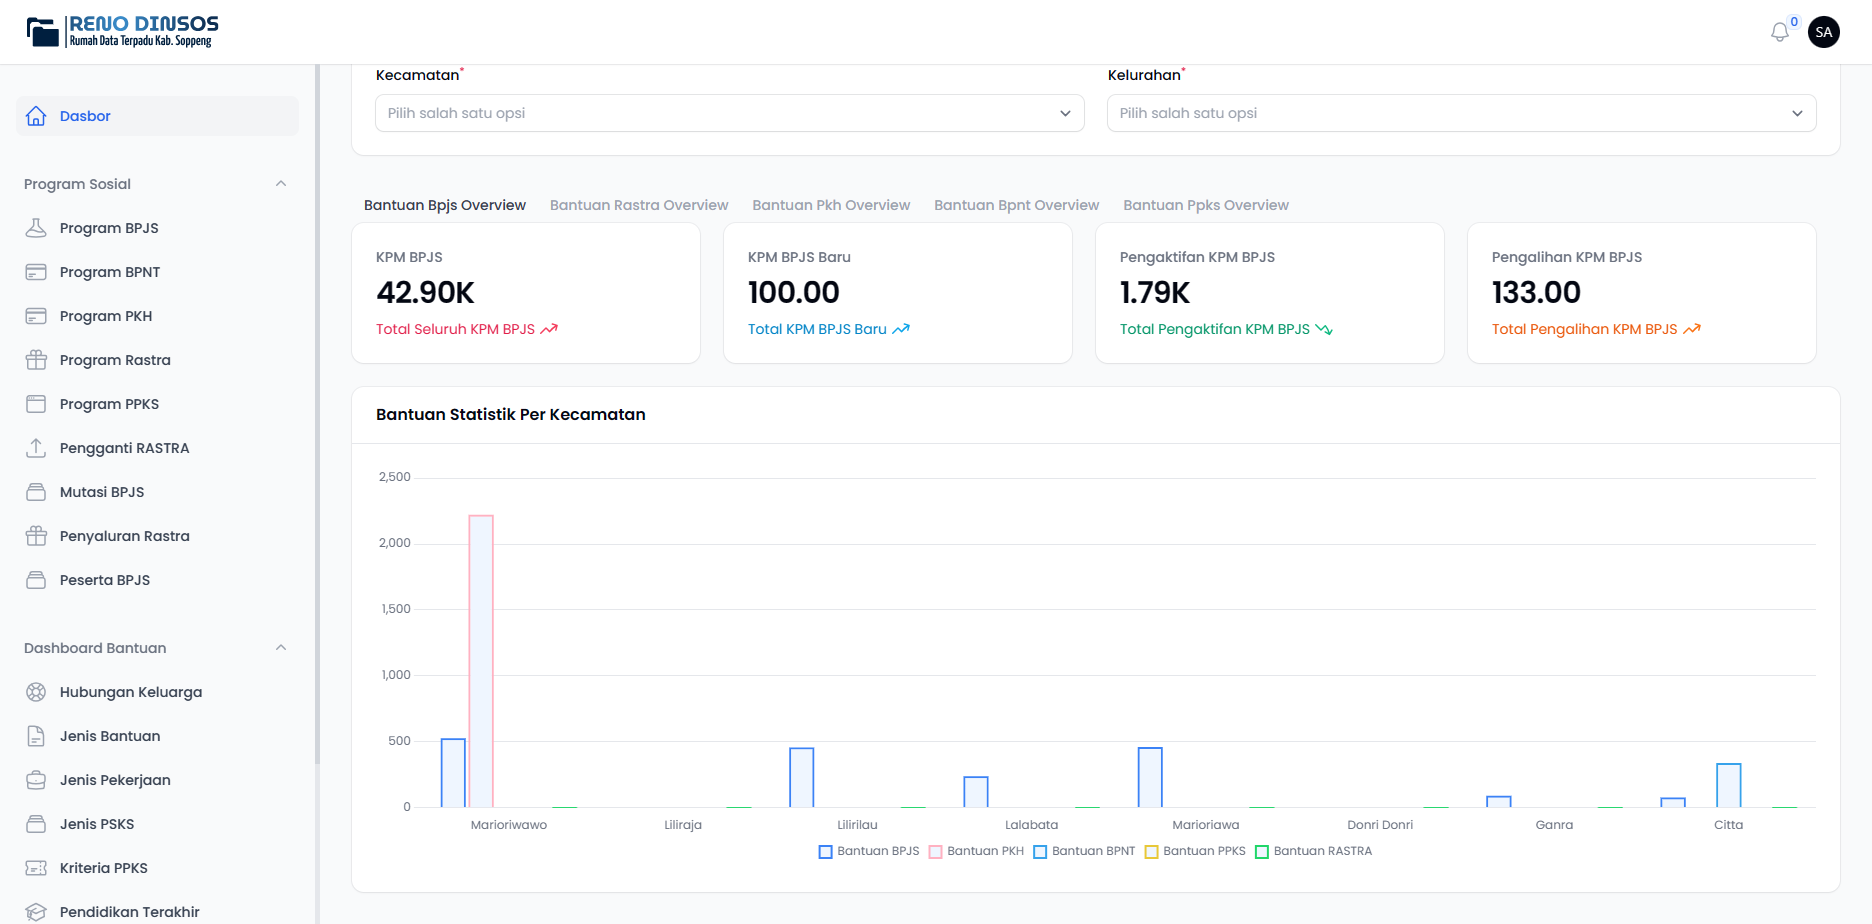 RENO DINSOS
Rumah Data Terpadu Kab. Soppeng
0
SA
Dasbor
Program Sosial
Program BPJS
Program BPNT
Program PKH
Program Rastra
Program PPKS
Pengganti RASTRA
Mutasi BPJS
Penyaluran Rastra
Peserta BPJS
Dashboard Bantuan
Hubungan Keluarga
Jenis Bantuan
Jenis Pekerjaan
Jenis PSKS
Kriteria PPKS
Pendidikan Terakhir
Kecamatan*
Pilih salah satu opsi
Kelurahan*
Pilih salah satu opsi
Bantuan Bpjs Overview Bantuan Rastra Overview Bantuan Pkh Overview Bantuan Bpnt Overview Bantuan Ppks Overview
KPM BPJS
42.90K
Total Seluruh KPM BPJS
KPM BPJS Baru
100.00
Total KPM BPJS Baru
Pengaktifan KPM BPJS
1.79K
Total Pengaktifan KPM BPJS
Pengalihan KPM BPJS
133.00
Total Pengalihan KPM BPJS
Bantuan Statistik Per Kecamatan
2,500
2,000
1,500
1,000
500
0
Marioriwawo Liliraja Lilirilau Lalabata Marioriawa Donri Donri Ganra Citta
Bantuan BPJS Bantuan PKH Bantuan BPNT Bantuan PPKS Bantuan RASTRA